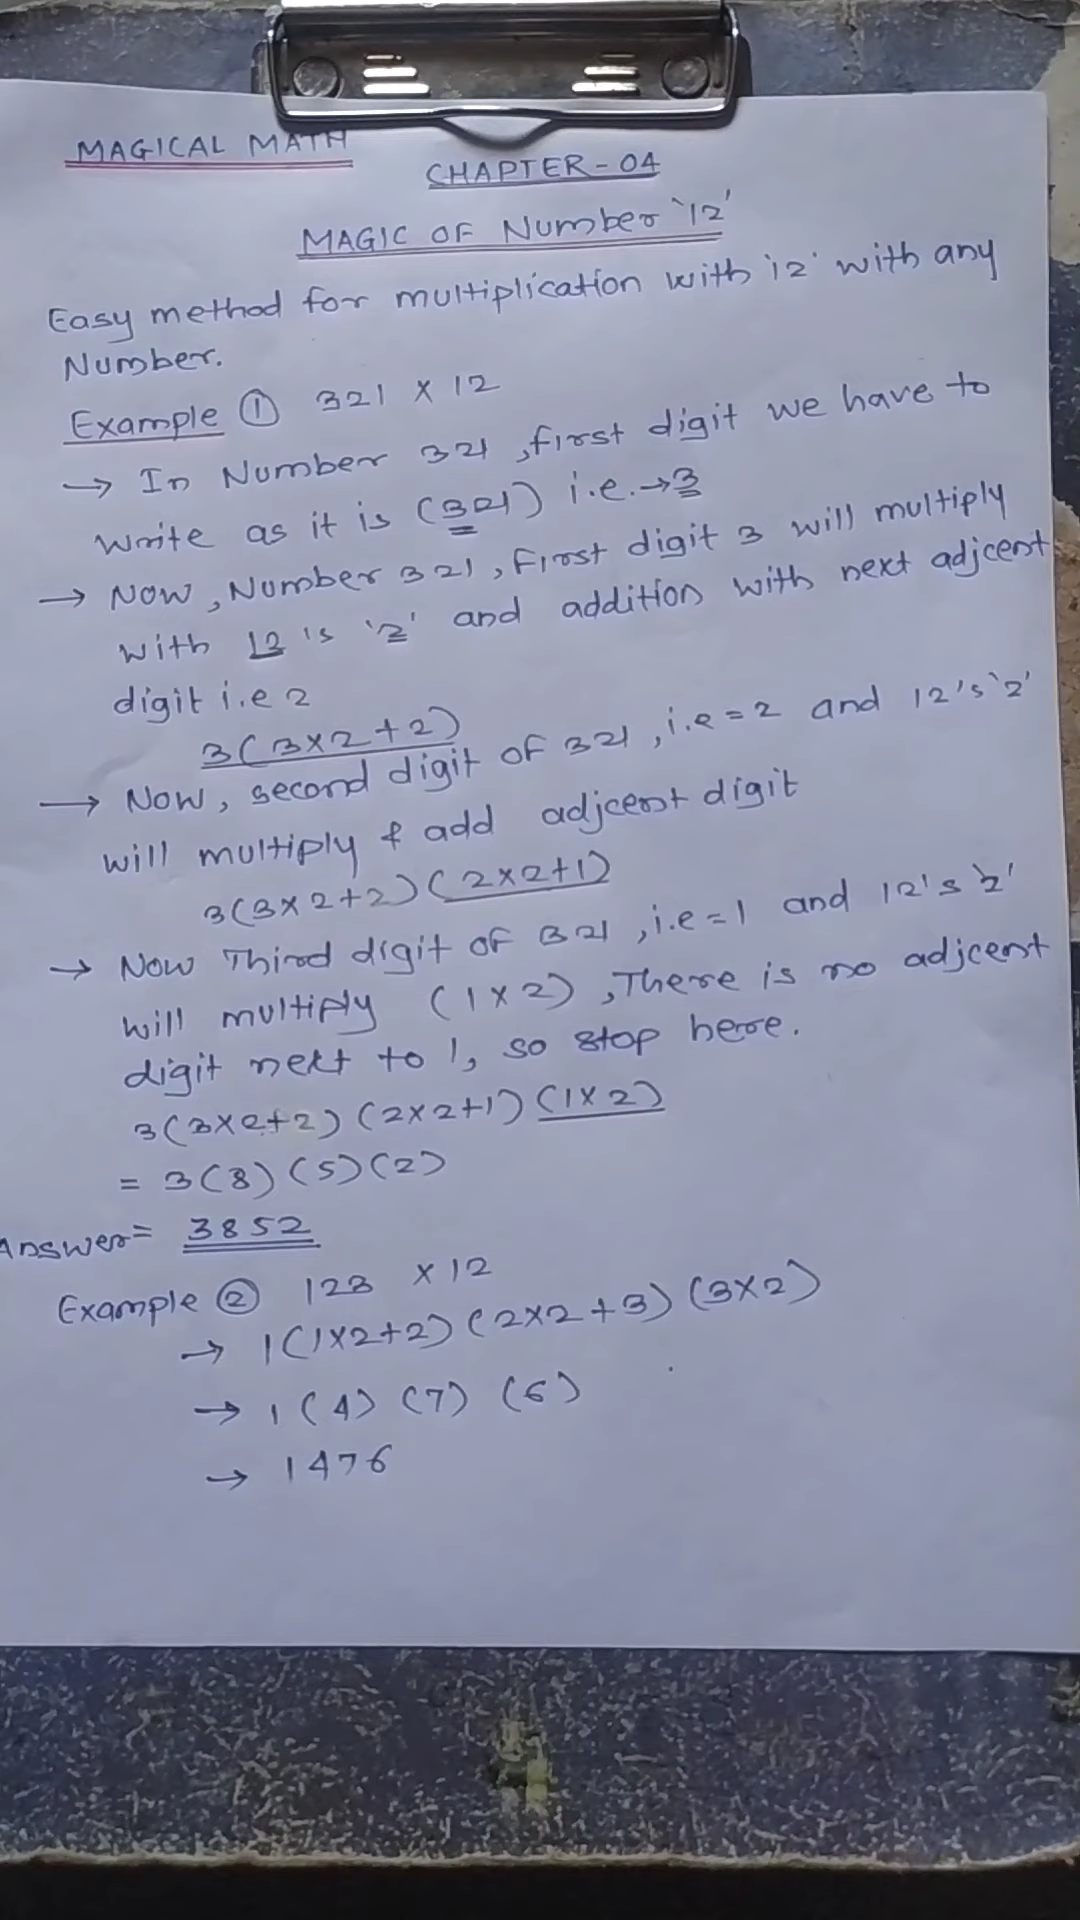 MAGICAL MATH
CHAPTER-04
MAGIC OF Number '12'
Easy method for multiplication with '12' with any
Number.
Example ① 321 x 12
→ In Number 321, first digit we have to
write as it is (321) i.e.→3
→ Now, Number 321, First digit 3 will multiply
with 12's '2' and addition with next adjcent
digit i.e 2
3(3x2+2)
→ Now, second digit of 321, i.e=2 and 12's '2'
will multiply & add adjcent digit
3(3x2+2)(2x2+1)
→ Now Third digit of 321, i.e=1 and 12's '2'
will multiply (1x2), There is no adjcent
digit next to 1, so stop here.
3(3x2+2)(2x2+1)(1x2)
= 3(8)(5)(2)
Answer= 3852
Example ② 123 x 12
→ 1(1x2+2)(2x2+3)(3x2)
→ 1(4)(7)(6)
→ 1476